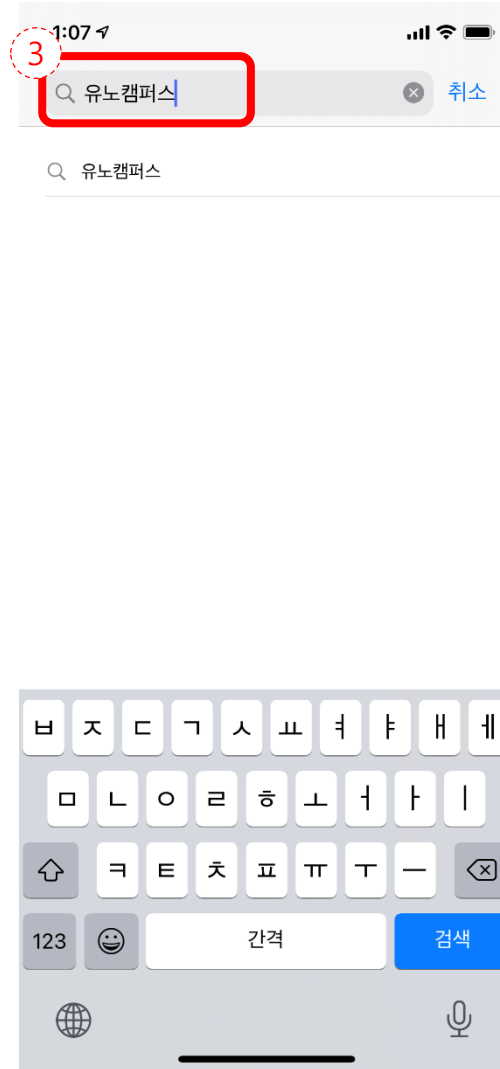 1:07
3
유노캠퍼스
취소
유노캠퍼스
ㅂ ㅈ ㄷ ㄱ ㅅ ㅛ ㅕ ㅑ ㅐ ㅔ
ㅁ ㄴ ㅇ ㄹ ㅎ ㅗ ㅓ ㅏ ㅣ
ㅋ ㅌ ㅊ ㅍ ㅠ ㅜ ㅡ
123 간격 검색